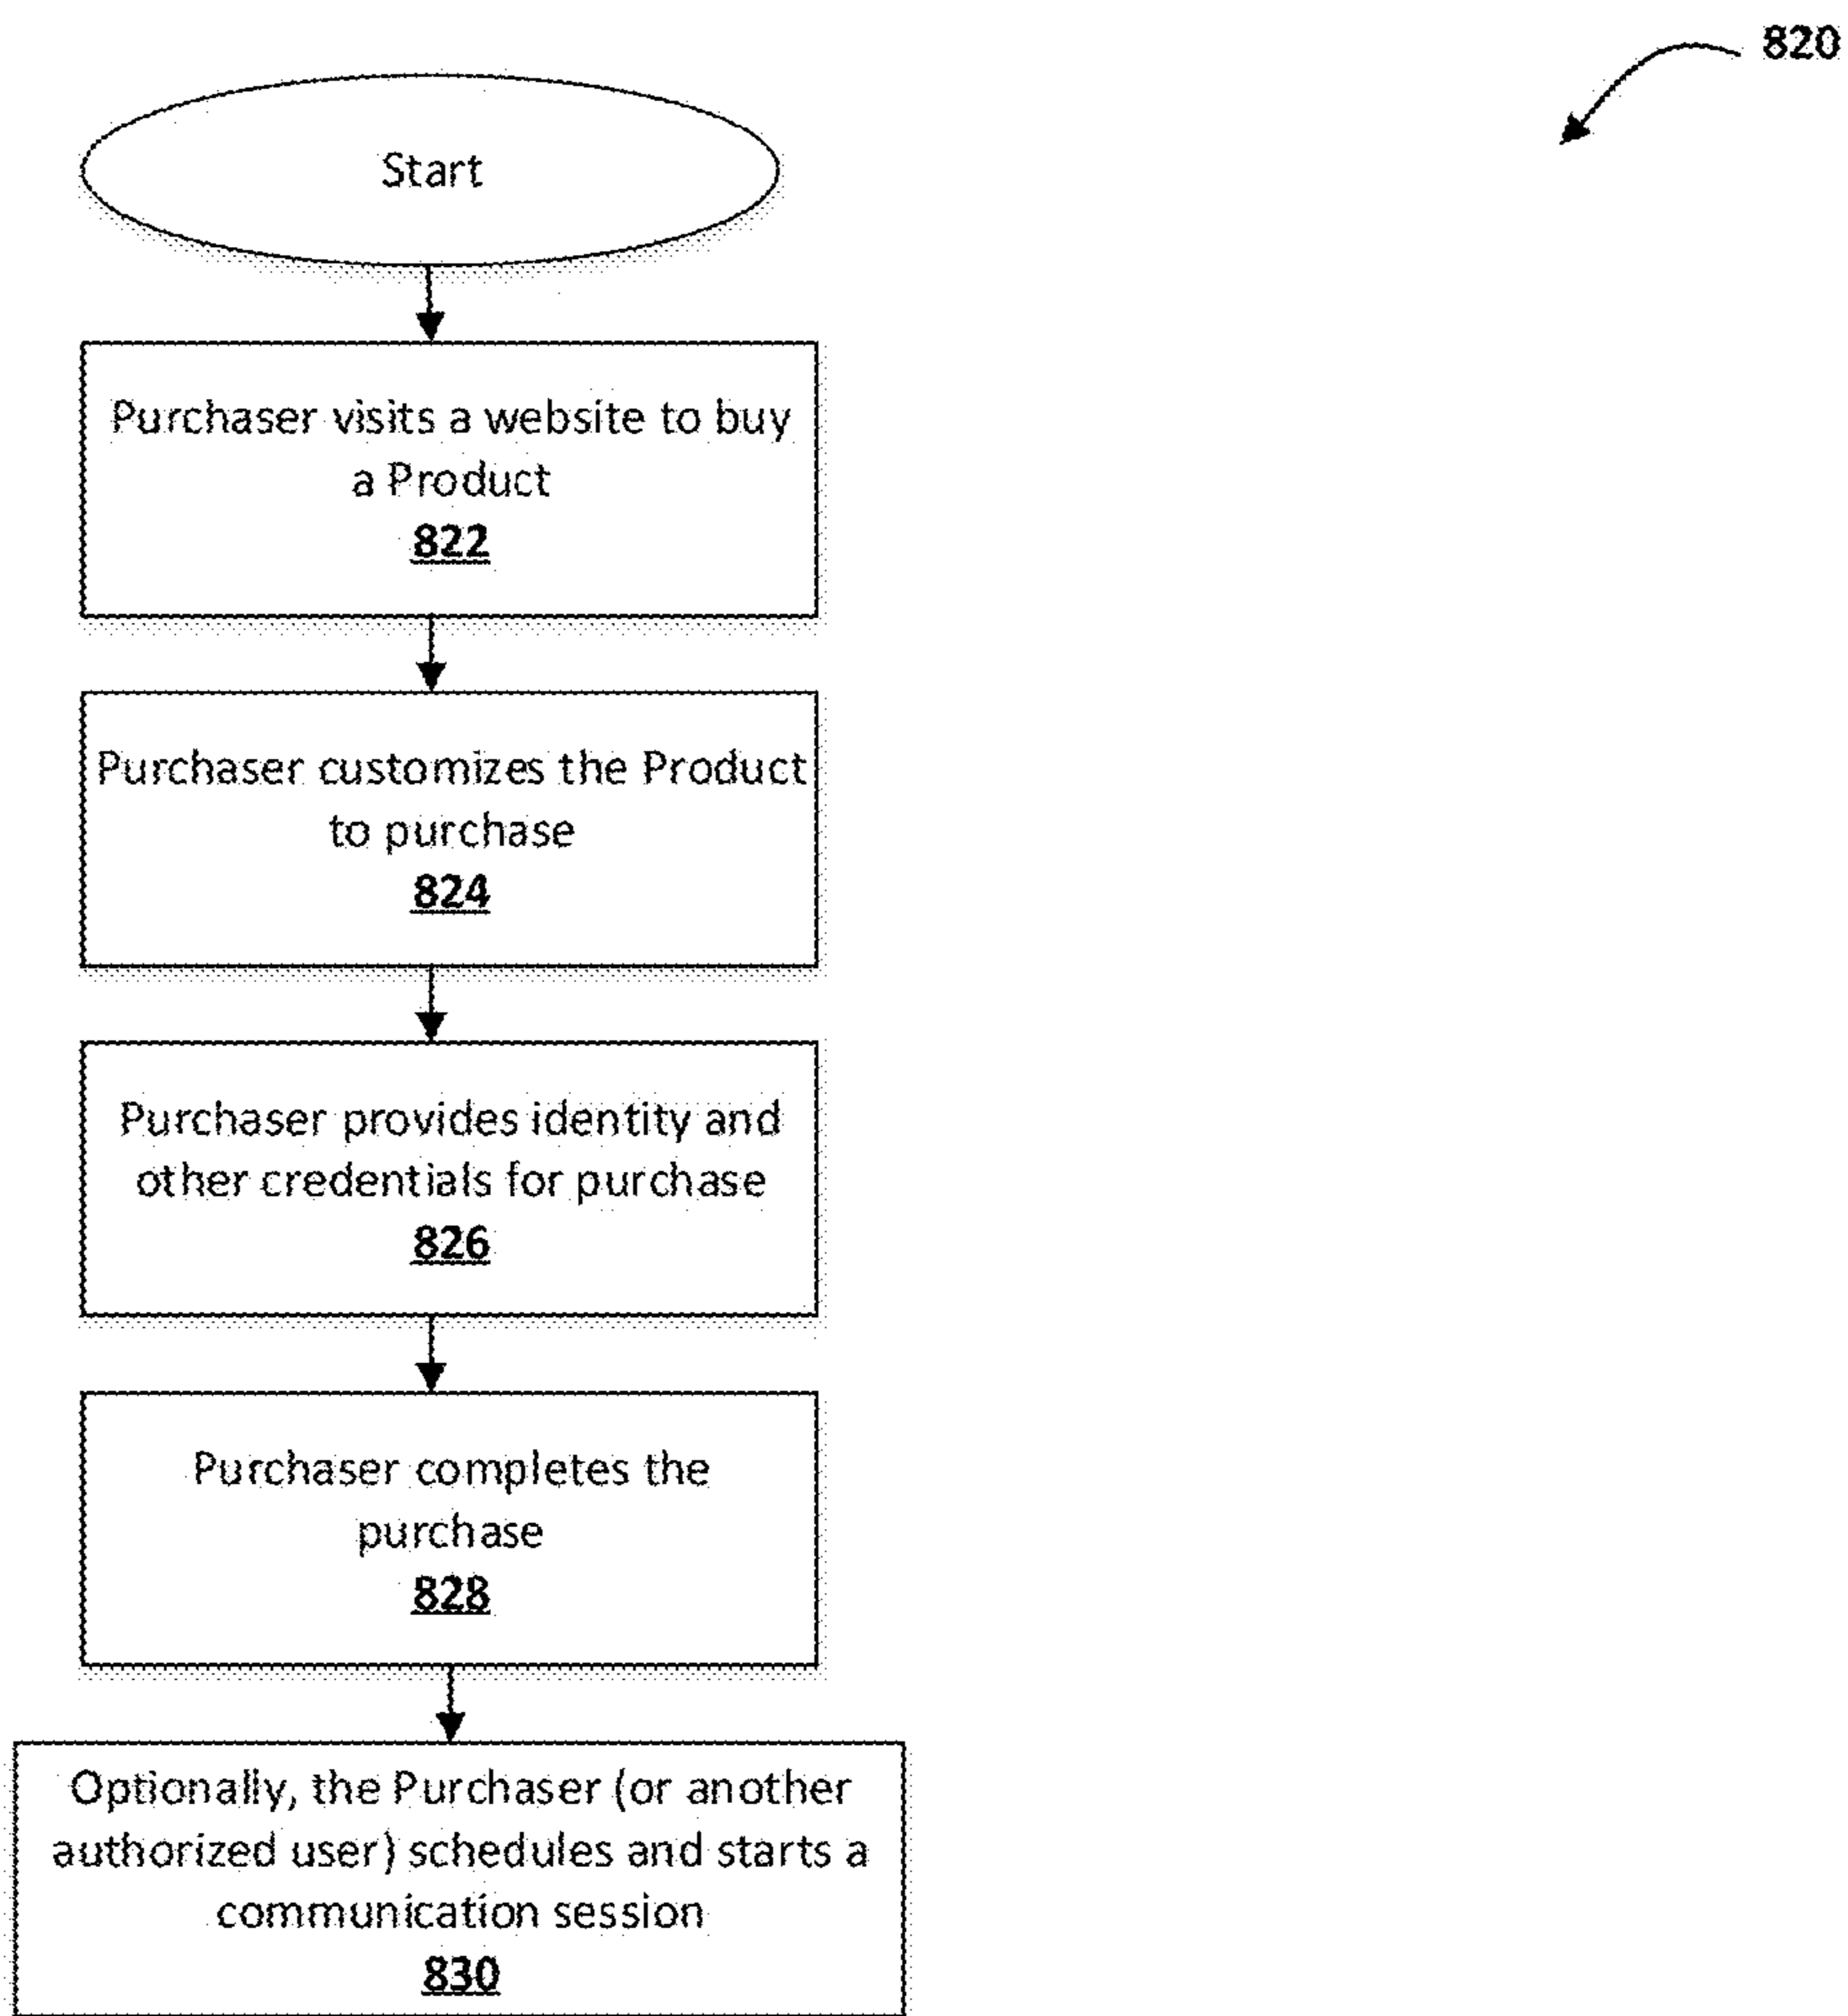 820
Start
Purchaser visits a website to buy
a Product
822
Purchaser customizes the Product
to purchase
824
Purchaser provides identity and
other credentials for purchase
826
Purchaser completes the
purchase
828
Optionally, the Purchaser (or another
authorized user) schedules and starts a
communication session
830